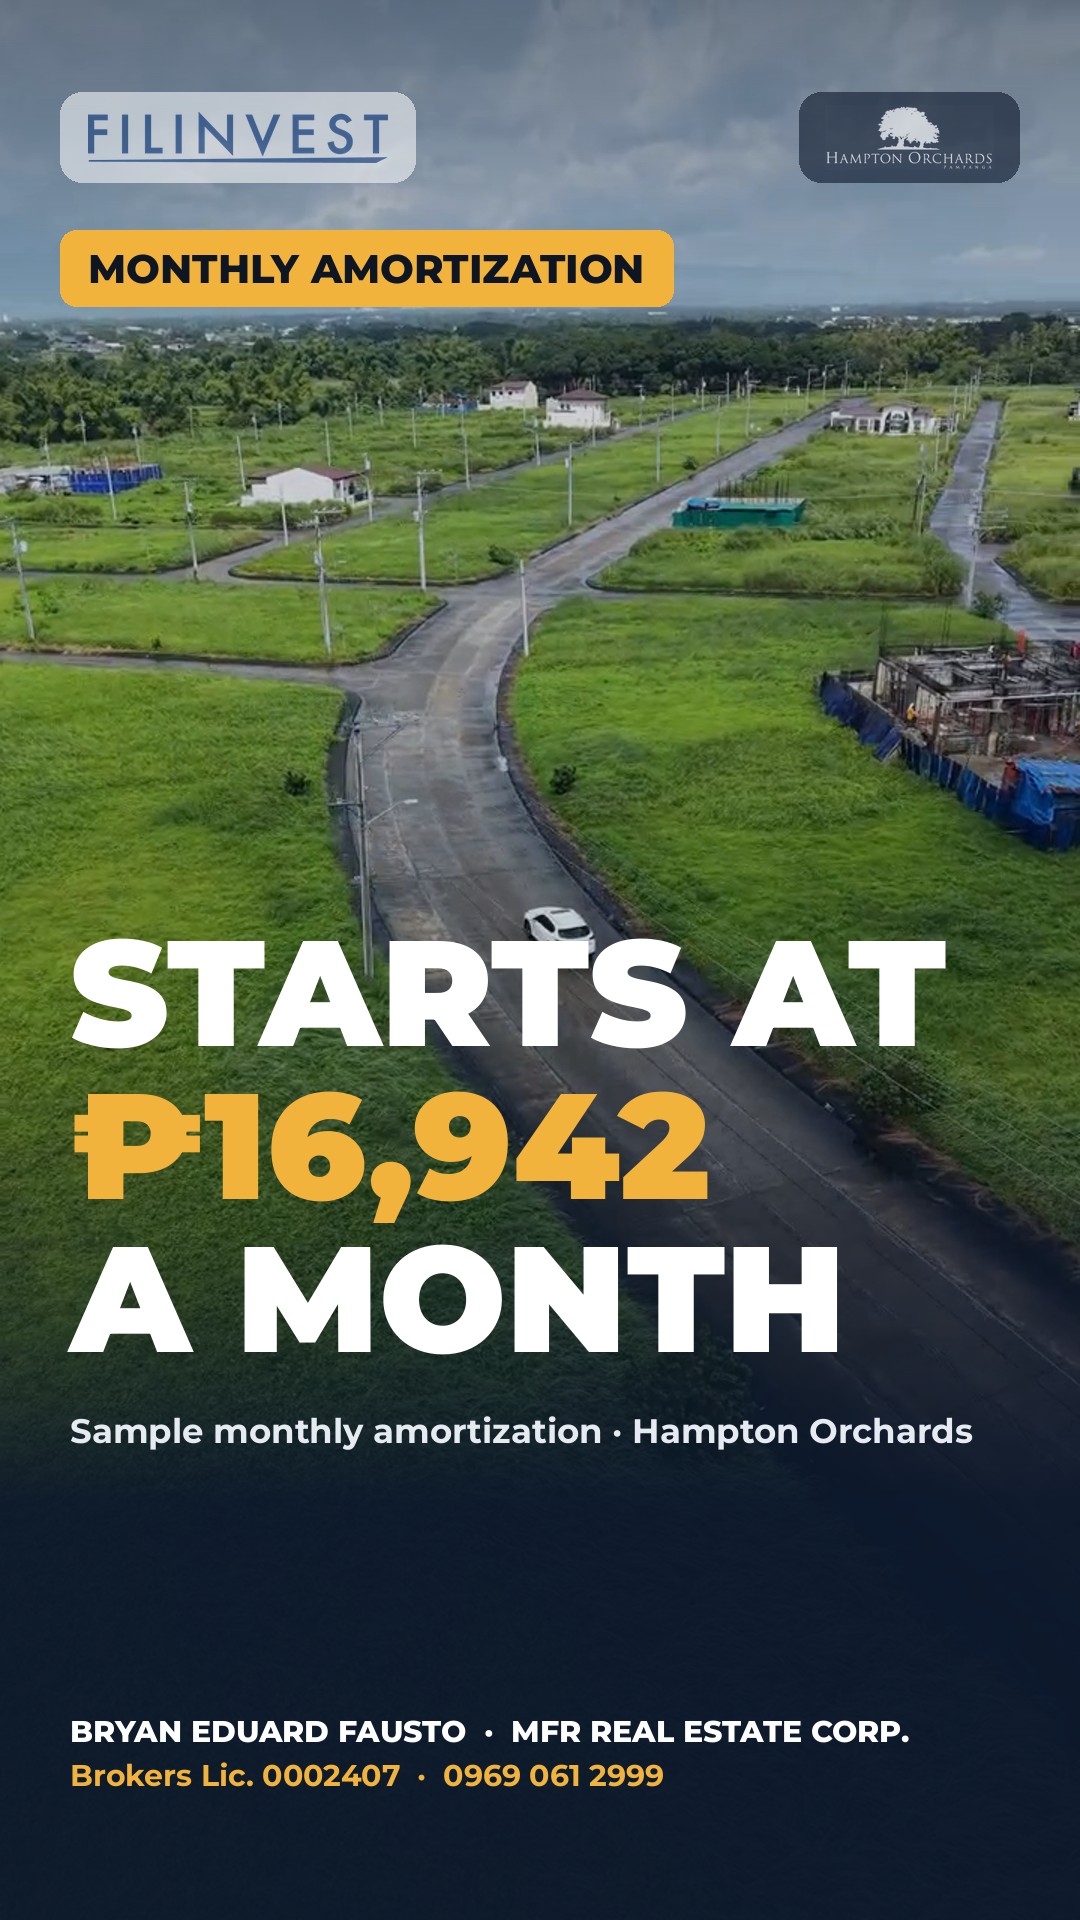 FILINVEST
HAMPTON ORCHARDS
PAMPANGA
MONTHLY AMORTIZATION
STARTS AT
₱16,942
A MONTH
Sample monthly amortization · Hampton Orchards
BRYAN EDUARD FAUSTO · MFR REAL ESTATE CORP.
Brokers Lic. 0002407 · 0969 061 2999